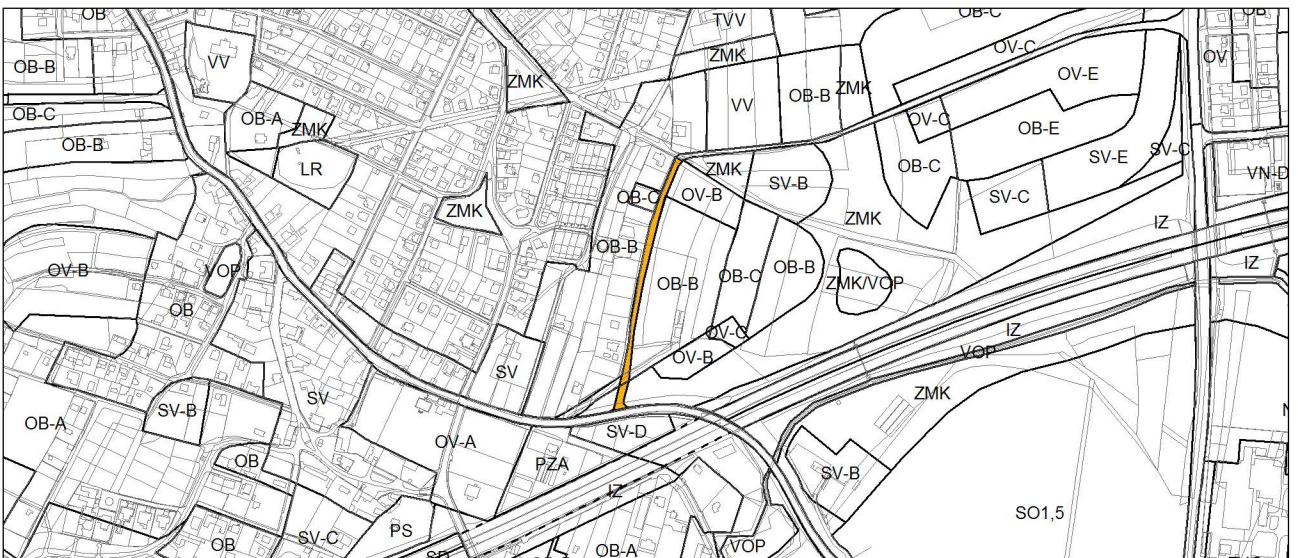 OB
TVV
OB-C
OB
OB-B
VV
ZMK
ZMK
OV-C
OV
OV-E
OB-C
OB-A
ZMK
VV
OB-B
ZMK
OV-C
OB-E
OB-B
LR
ZMK
OB-C
SV-E
SV-C
VN-D
OB-C
OV-B
SV-B
SV-C
ZMK
ZMK
IZ
OB-B
OV-B
VOP
OB-B
OB-C
OB-B
ZMK/VOP
IZ
OB
OV-C
IZ
OV-B
VOP
SV
SV
ZMK
OB-A
SV-B
SV-D
OV-A
PZA
OB
SV-B
IZ
SO1,5
PS
SV-C
OB
OB-A
VOP